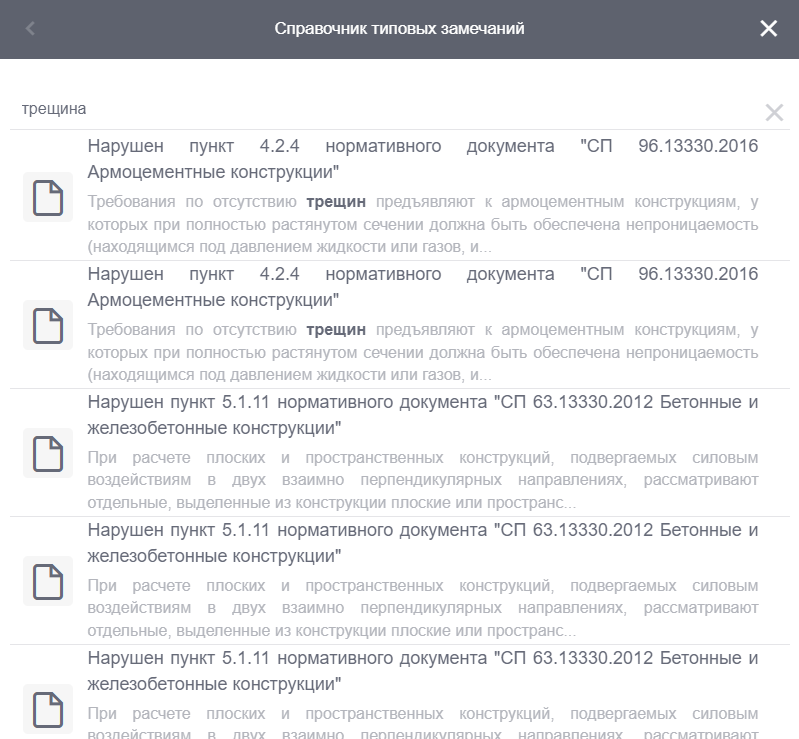 Справочник типовых замечаний
трещина
Нарушен пункт 4.2.4 нормативного документа "СП 96.13330.2016
Армоцементные конструкции"
Требования по отсутствию трещин предъявляют к армоцементным конструкциям, у
которых при полностью растянутом сечении должна быть обеспечена непроницаемость
(находящимся под давлением жидкости или газов, и...
Нарушен пункт 4.2.4 нормативного документа "СП 96.13330.2016
Армоцементные конструкции"
Требования по отсутствию трещин предъявляют к армоцементным конструкциям, у
которых при полностью растянутом сечении должна быть обеспечена непроницаемость
(находящимся под давлением жидкости или газов, и...
Нарушен пункт 5.1.11 нормативного документа "СП 63.13330.2012 Бетонные и
железобетонные конструкции"
При расчете плоских и пространственных конструкций, подвергаемых силовым
воздействиям в двух взаимно перпендикулярных направлениях, рассматривают
отдельные, выделенные из конструкции плоские или пространс...
Нарушен пункт 5.1.11 нормативного документа "СП 63.13330.2012 Бетонные и
железобетонные конструкции"
При расчете плоских и пространственных конструкций, подвергаемых силовым
воздействиям в двух взаимно перпендикулярных направлениях, рассматривают
отдельные, выделенные из конструкции плоские или пространс...
Нарушен пункт 5.1.11 нормативного документа "СП 63.13330.2012 Бетонные и
железобетонные конструкции"
При расчете плоских и пространственных конструкций, подвергаемых силовым
воздействиям в двух взаимно перпендикулярных направлениях, рассматривают